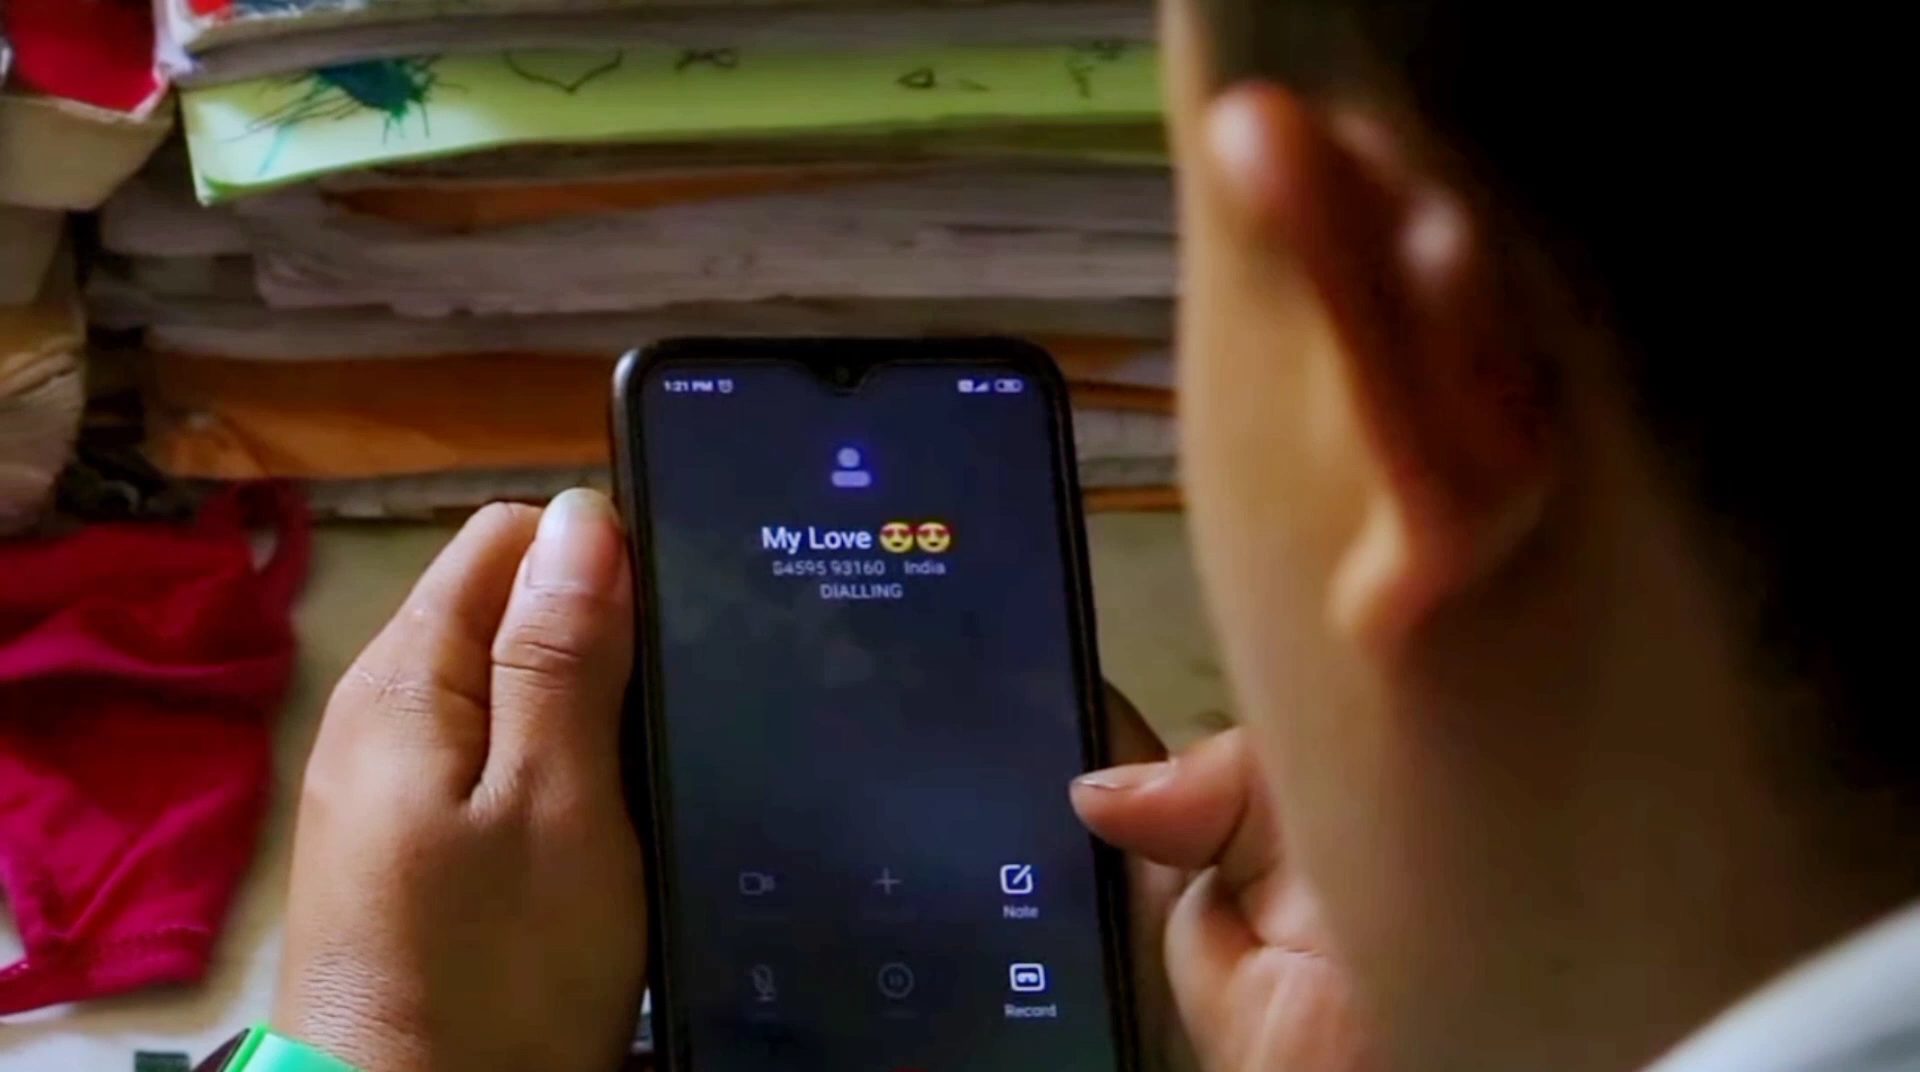 1:21 PM
My Love 😍😍
84595 93160 India
DIALLING
Note
Record